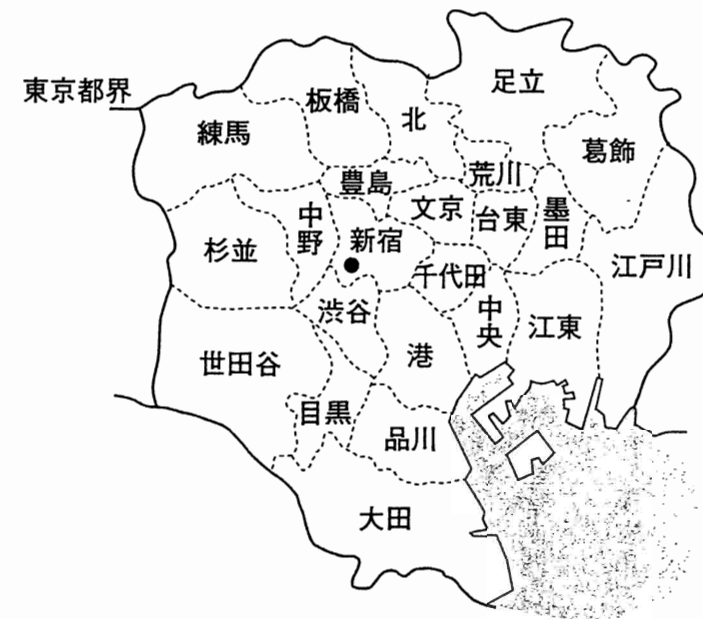 足立
東京都界
板橋
北
練馬
葛飾
荒川
豊島
文京
台東
墨田
中野
新宿
杉並
江戸川
千代田
渋谷
中央
江東
港
世田谷
目黒
品川
大田